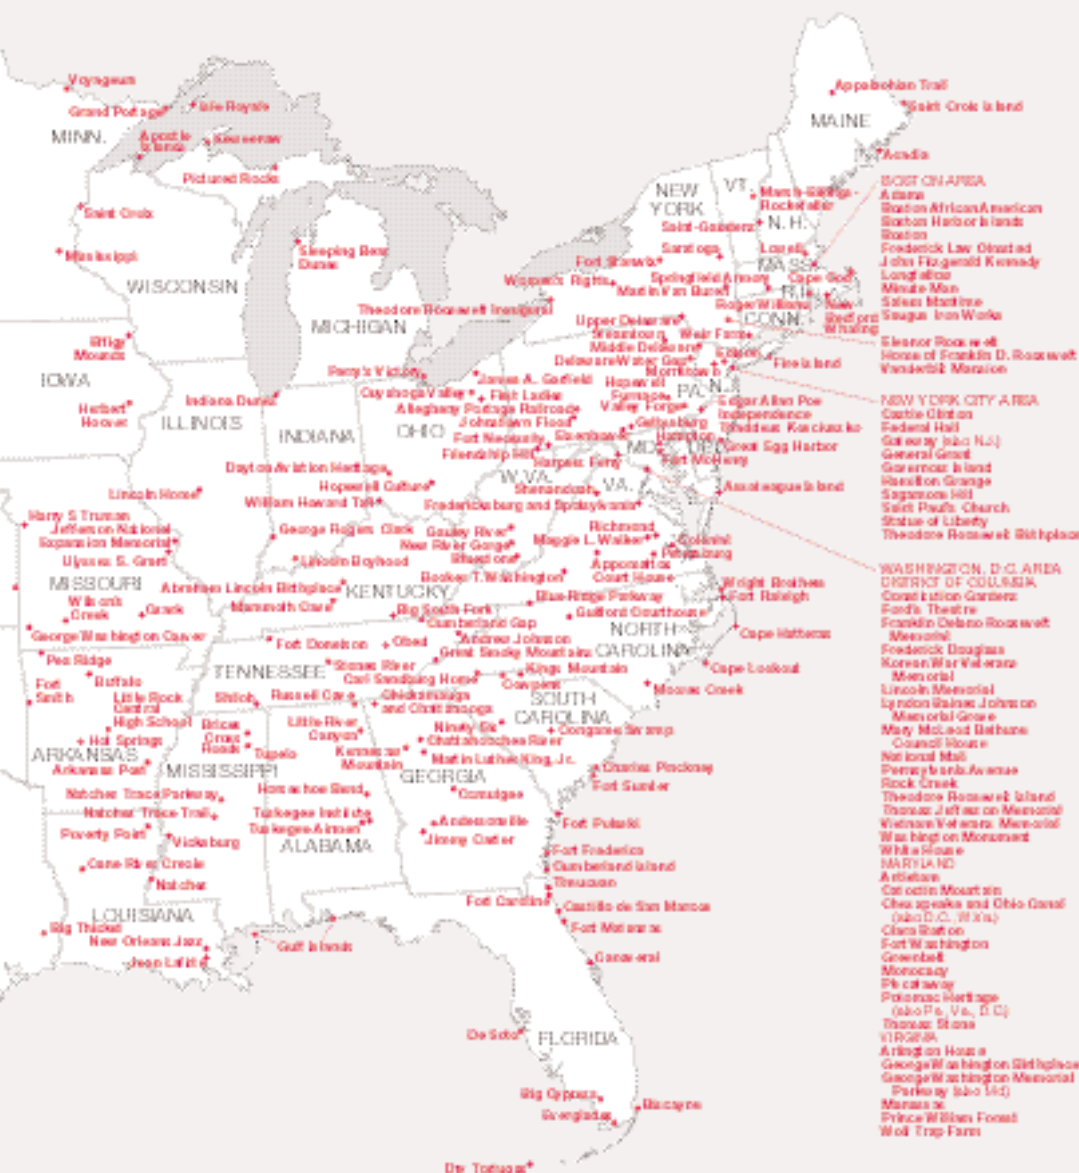 Voyageurs
Grand Portage
Isle Royale
MINN.
Apostle
Islands
Keweenaw
Pictured Rocks
Saint Croix
Mississippi
WISCONSIN
Sleeping Bear
Dunes
MICHIGAN
Effigy
Mounds
IOWA
Herbert
Hoover
ILLINOIS
Indiana Dunes
INDIANA
Perry's Victory
OHIO
Cuyahoga Valley
James A. Garfield
First Ladies
Allegheny Portage Railroad
Johnstown Flood
Fort Necessity
Friendship Hill
Eisenhower
Gettysburg
Hampton
Dayton Aviation Heritage
Hopewell Culture
William Howard Taft
W.VA.
Harpers Ferry
Shenandoah
VA.
MD.
DEL.
Fort McHenry
Fredericksburg and Spotsylvania
MAINE
Appalachian Trail
Saint Croix Island
Acadia
NEW
YORK
VT.
Marsh-Billings-
Rockefeller
N.H.
Saint-Gaudens
Saratoga
Lowell
MASS.
Cape Cod
Fort Stanwix
Women's Rights
Springfield Armory
Martin Van Buren
R.I.
Roger Williams
New
Bedford
Whaling
CONN.
Theodore Roosevelt Inaugural
Upper Delaware
Steamtown
Weir Farm
Middle Delaware
Delaware Water Gap
Edison
Morristown
Fire Island
Hopewell
Furnace
PA.
N.J.
Valley Forge
Edgar Allan Poe
Independence
Thaddeus Kosciuszko
Great Egg Harbor
Assateague Island
BOSTON AREA
Adams
Boston African American
Boston Harbor Islands
Boston
Frederick Law Olmsted
John Fitzgerald Kennedy
Longfellow
Minute Man
Salem Maritime
Saugus Iron Works
Eleanor Roosevelt
Home of Franklin D. Roosevelt
Vanderbilt Mansion
NEW YORK CITY AREA
Castle Clinton
Federal Hall
Gateway (also N.J.)
General Grant
Governors Island
Hamilton Grange
Sagamore Hill
Saint Paul's Church
Statue of Liberty
Theodore Roosevelt Birthplace
WASHINGTON, D.C. AREA
DISTRICT OF COLUMBIA
Constitution Gardens
Ford's Theatre
Franklin Delano Roosevelt
Memorial
Frederick Douglass
Korean War Veterans
Memorial
Lincoln Memorial
Lyndon Baines Johnson
Memorial Grove
Mary McLeod Bethune
Council House
National Mall
Pennsylvania Avenue
Rock Creek
Theodore Roosevelt Island
Thomas Jefferson Memorial
Vietnam Veterans Memorial
Washington Monument
White House
MARYLAND
Antietam
Catoctin Mountain
Chesapeake and Ohio Canal
(also D.C., W.Va.)
Clara Barton
Fort Washington
Greenbelt
Monocacy
Piscataway
Potomac Heritage
(also Pa., Va., D.C.)
Thomas Stone
VIRGINIA
Arlington House
George Washington Birthplace
George Washington Memorial
Parkway (also Md.)
Manassas
Prince William Forest
Wolf Trap Farm
Lincoln Home
Harry S Truman
Jefferson National
Expansion Memorial
Ulysses S. Grant
MISSOURI
Wilson's
Creek
Ozark
George Washington Carver
George Rogers Clark
Lincoln Boyhood
Abraham Lincoln Birthplace
KENTUCKY
Mammoth Cave
Gauley River
New River Gorge
Bluestone
Booker T. Washington
Richmond
Maggie L. Walker
Colonial
Petersburg
Appomattox
Court House
Blue Ridge Parkway
Guilford Courthouse
Big South Fork
Cumberland Gap
Wright Brothers
Fort Raleigh
Cape Hatteras
Cape Lookout
Moores Creek
NORTH
CAROLINA
Fort Donelson
Obed
Andrew Johnson
Great Smoky Mountains
TENNESSEE
Stones River
Carl Sandburg Home
Kings Mountain
Cowpens
SOUTH
CAROLINA
Ninety Six
Congaree Swamp
Charles Pinckney
Fort Sumter
Pea Ridge
Buffalo
Fort
Smith
Little Rock
Central
High School
Hot Springs
ARKANSAS
Arkansas Post
Shiloh
Russell Cave
Chickamauga
and Chattanooga
Brices
Cross
Roads
Tupelo
MISSISSIPPI
Little River
Canyon
Kennesaw
Mountain
Chattahoochee River
Martin Luther King, Jr.
GEORGIA
Ocmulgee
Natchez Trace Parkway
Natchez Trace Trail
Horseshoe Bend
Tuskegee Institute
Tuskegee Airmen
ALABAMA
Andersonville
Jimmy Carter
Fort Pulaski
Poverty Point
Vicksburg
Cane River Creole
Natchez
Fort Frederica
Cumberland Island
Timucuan
Fort Caroline
Castillo de San Marcos
Fort Matanzas
LOUISIANA
Big Thicket
New Orleans Jazz
Jean Lafitte
Gulf Islands
Canaveral
De Soto
FLORIDA
Big Cypress
Everglades
Biscayne
Dry Tortugas